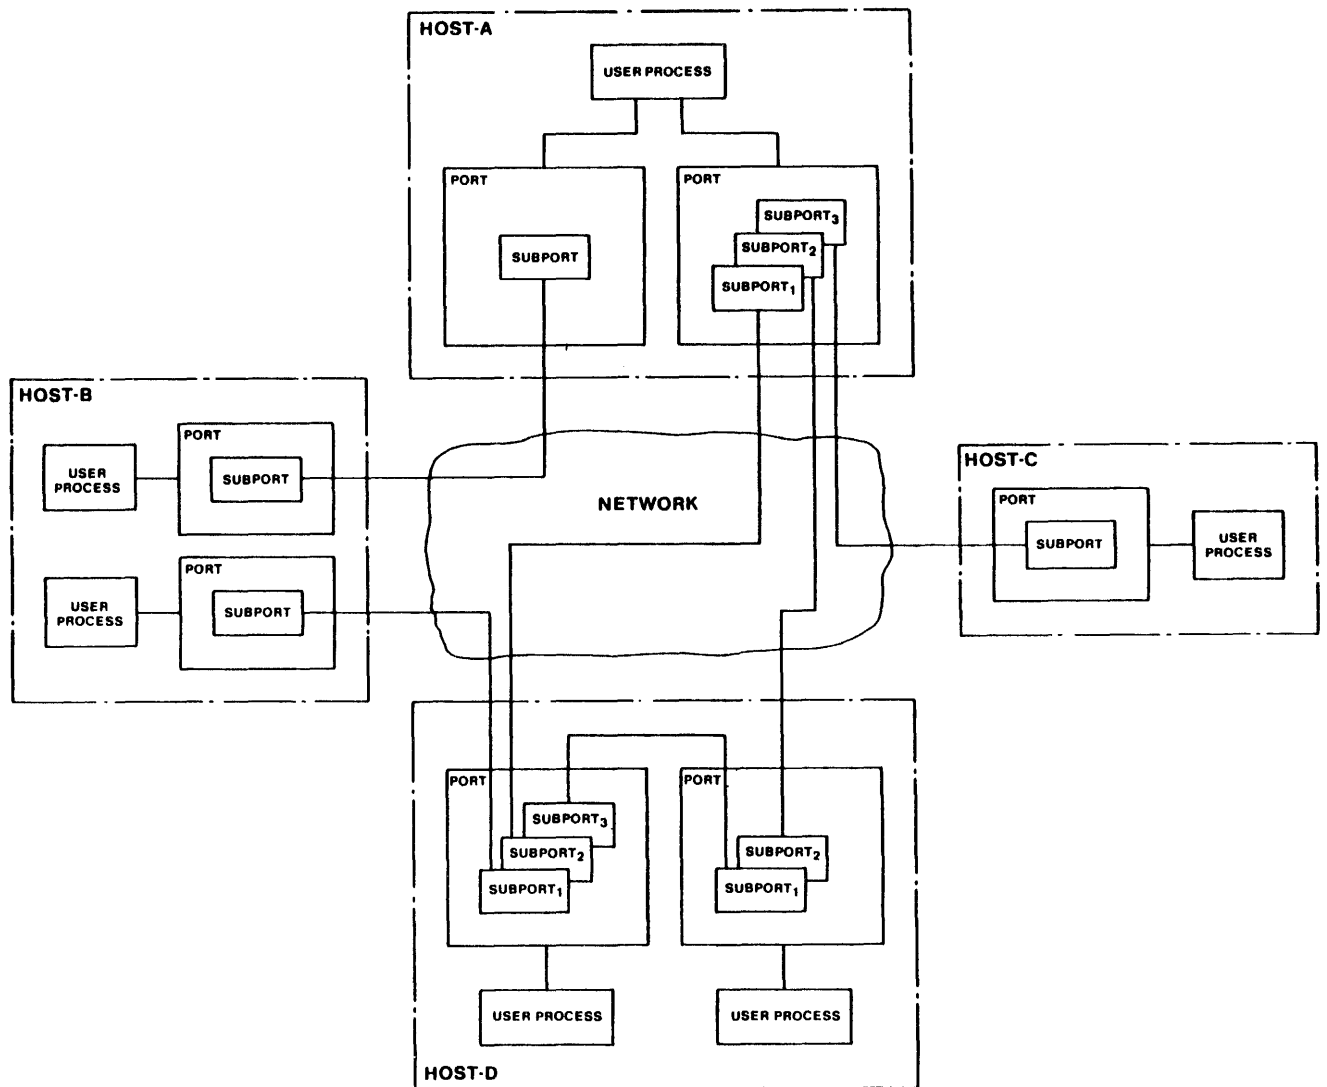 HOST-A
USER PROCESS
PORT
SUBPORT
PORT
SUBPORT3
SUBPORT2
SUBPORT1
HOST-B
USER
PROCESS
PORT
SUBPORT
USER
PROCESS
PORT
SUBPORT
NETWORK
HOST-C
PORT
SUBPORT
USER
PROCESS
PORT
SUBPORT3
SUBPORT2
SUBPORT1
USER PROCESS
PORT
SUBPORT2
SUBPORT1
USER PROCESS
HOST-D